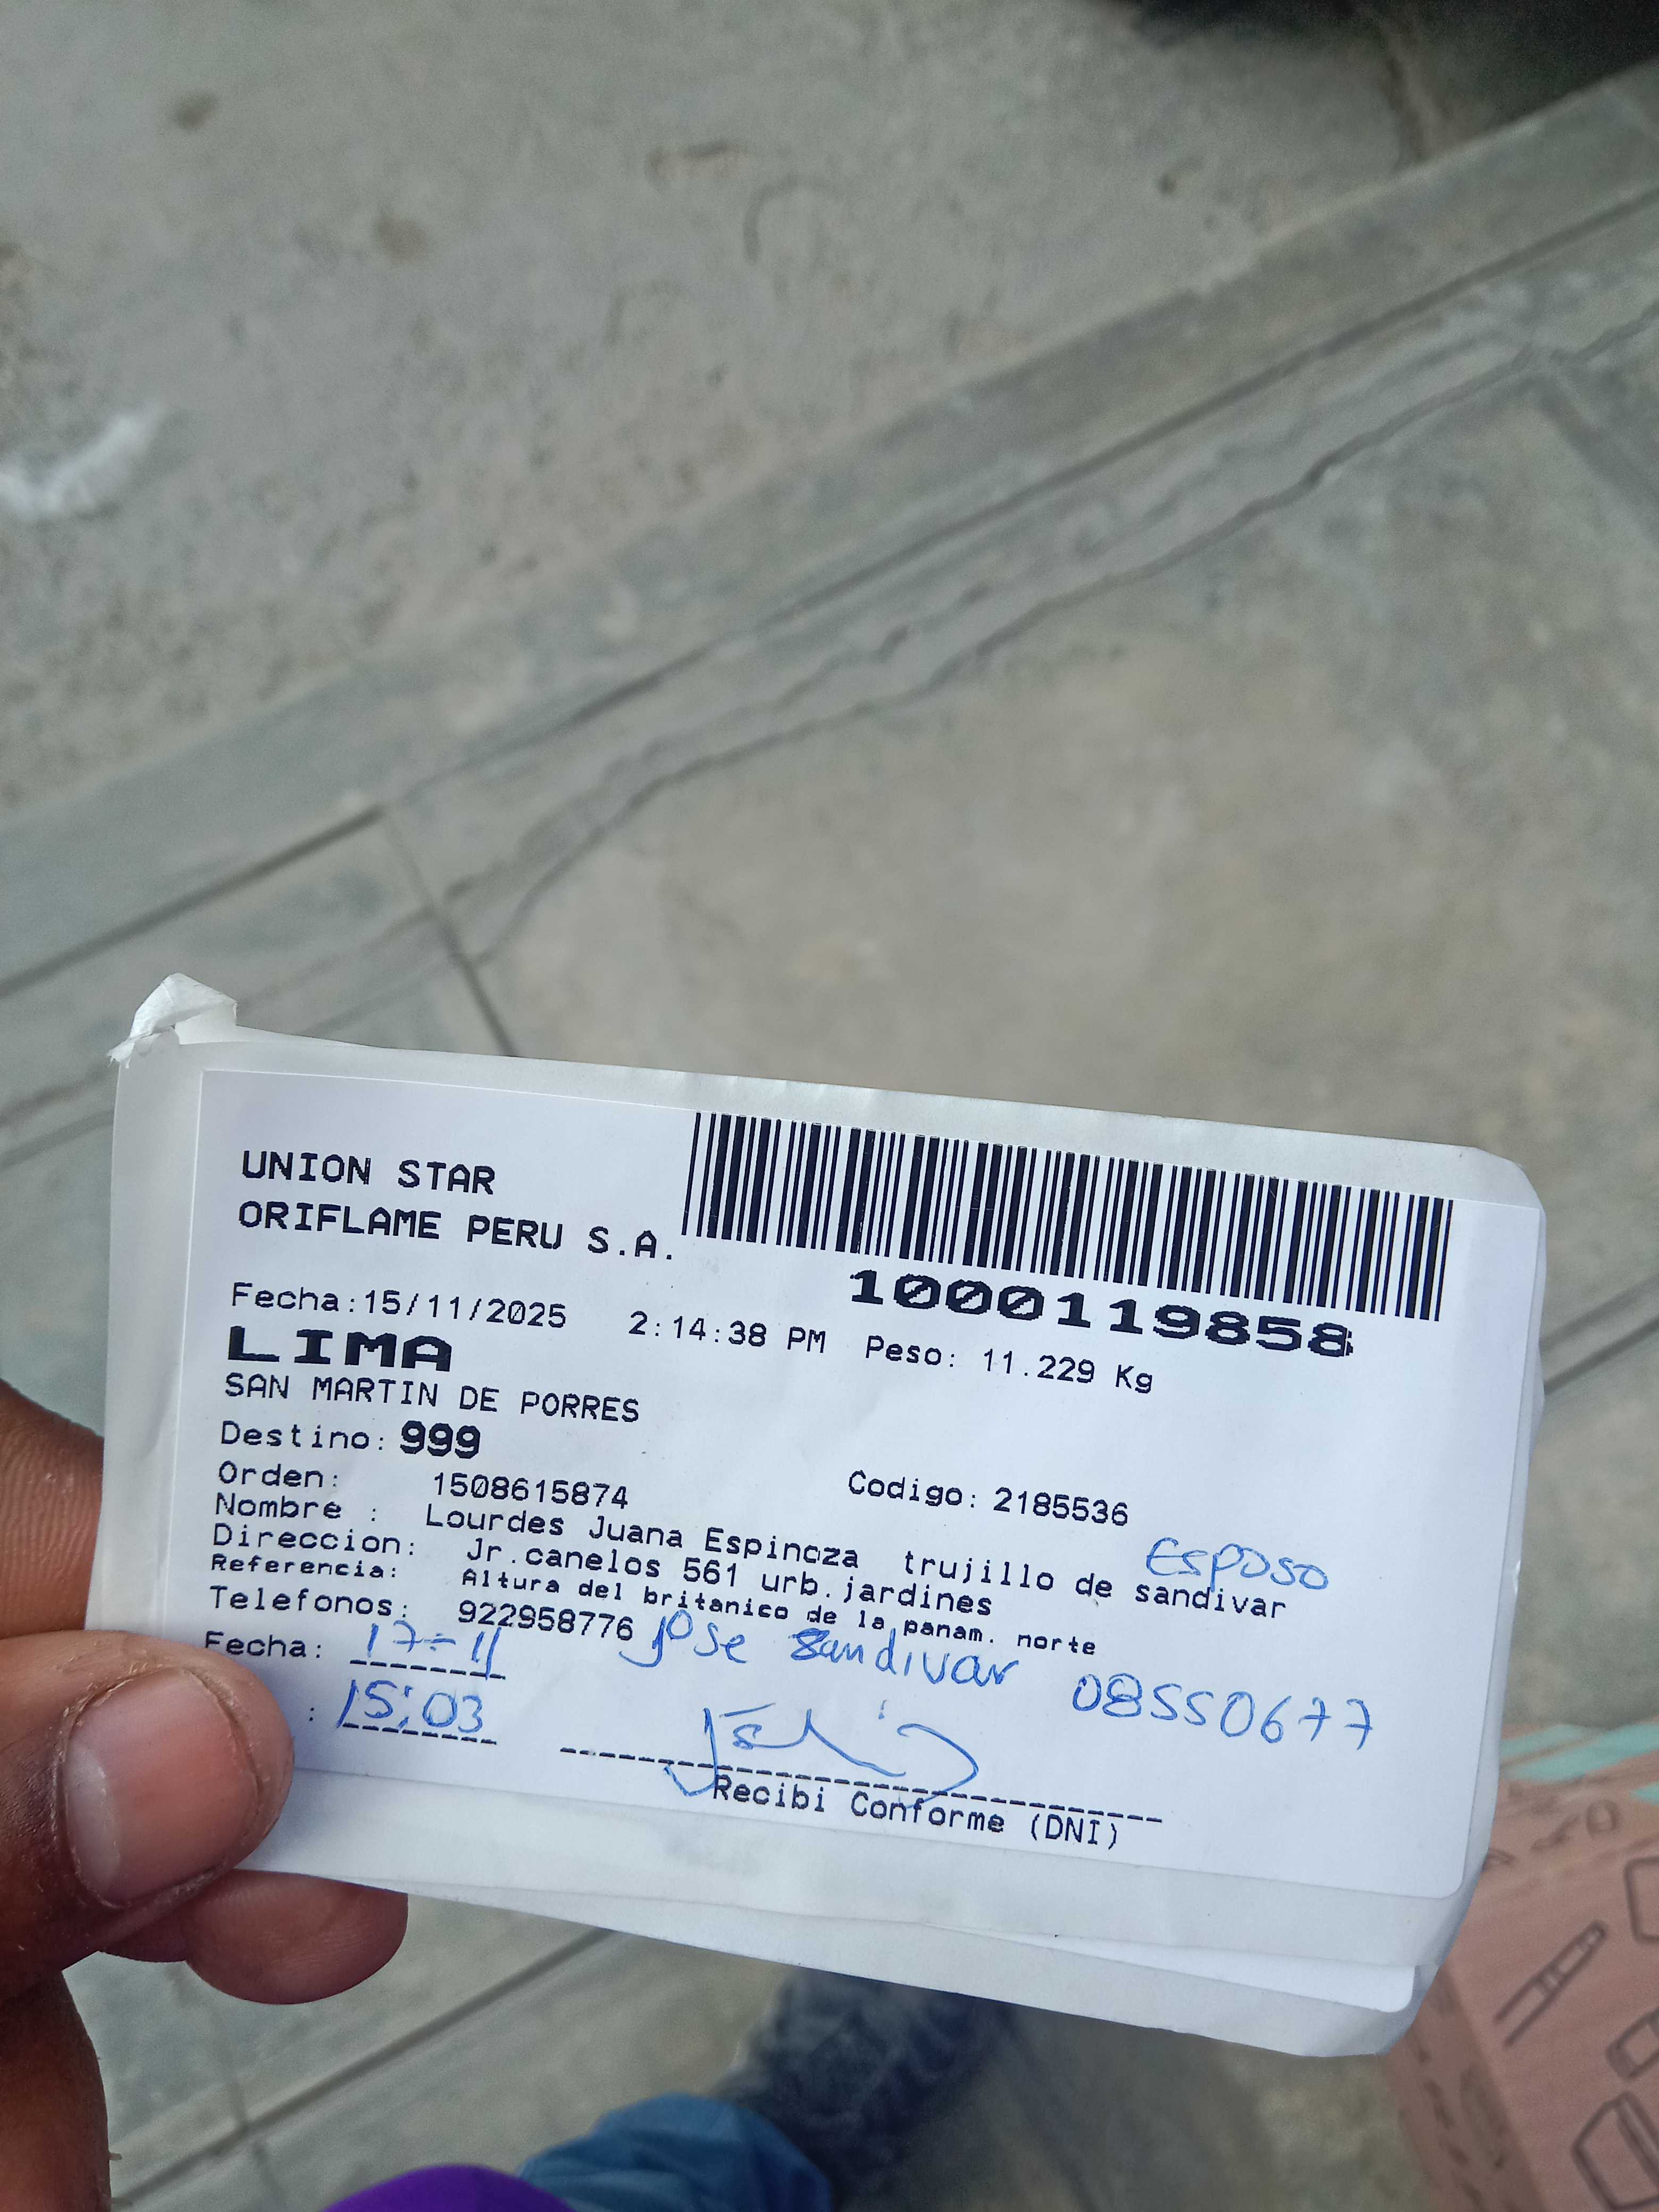 UNION STAR
ORIFLAME PERU S.A.
1000119858
Fecha:15/11/2025 2:14:38 PM Peso: 11.229 Kg
LIMA
SAN MARTIN DE PORRES
Destino: 999
Orden: 1508615874 Codigo: 2185536
Nombre : Lourdes Juana Espinoza trujillo de sandivar
Esposo
Direccion: Jr.canelos 561 urb.jardines
Referencia: Altura del britanico de la panam. norte
Telefonos: 922958776
Jose Sandivar 08550677
Fecha: 17-11
: 15:03
Recibi Conforme (DNI)